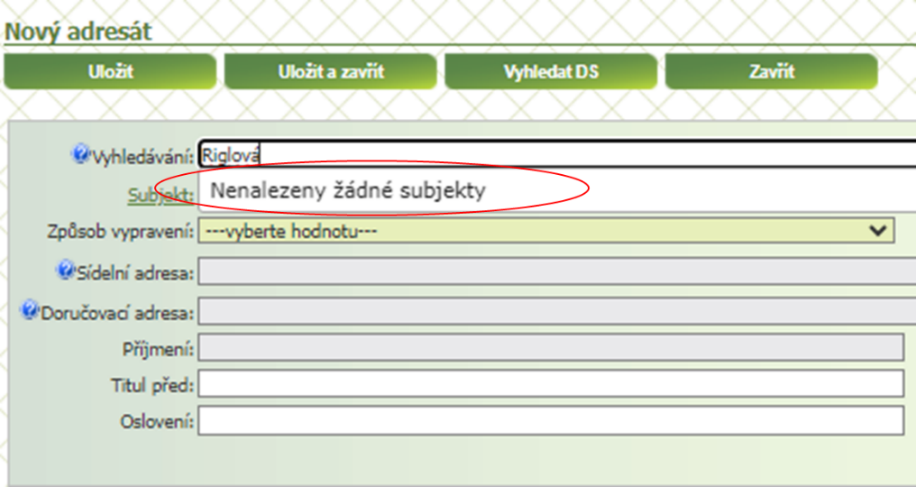 Nový adresát
Uložit Uložit a zavřít Vyhledat DS Zavřít
Vyhledávání: Riglová
Subjekt: Nenalezeny žádné subjekty
Způsob vypravení: ---vyberte hodnotu---
Sídelní adresa:
Doručovací adresa:
Příjmení:
Titul před:
Oslovení: